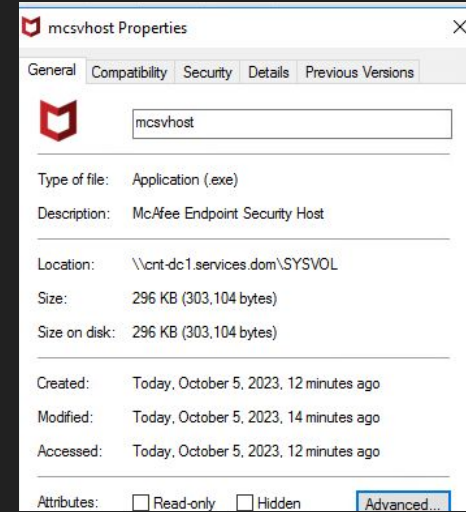 mcsvhost Properties
General Compatibility Security Details Previous Versions
mcsvhost
Type of file: Application (.exe)
Description: McAfee Endpoint Security Host
Location: \\cnt-dc1.services.dom\SYSVOL
Size: 296 KB (303,104 bytes)
Size on disk: 296 KB (303,104 bytes)
Created: Today, October 5, 2023, 12 minutes ago
Modified: Today, October 5, 2023, 14 minutes ago
Accessed: Today, October 5, 2023, 12 minutes ago
Attributes: Read-only Hidden Advanced...